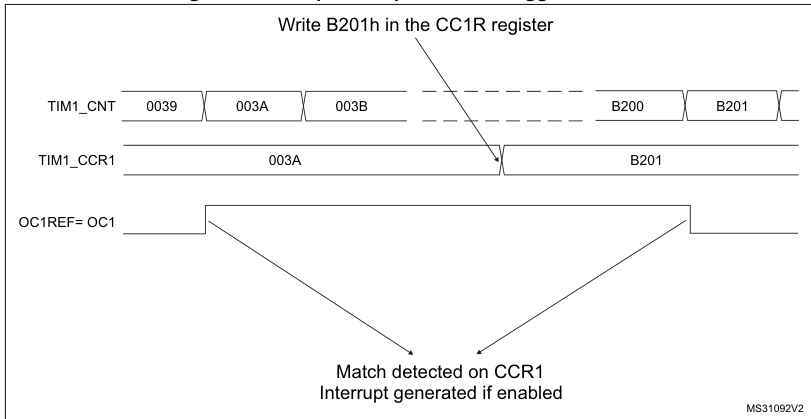 Write B201h in the CC1R register
TIM1_CNT 0039 003A 003B B200 B201
TIM1_CCR1 003A B201
OC1REF= OC1
Match detected on CCR1
Interrupt generated if enabled
MS31092V2